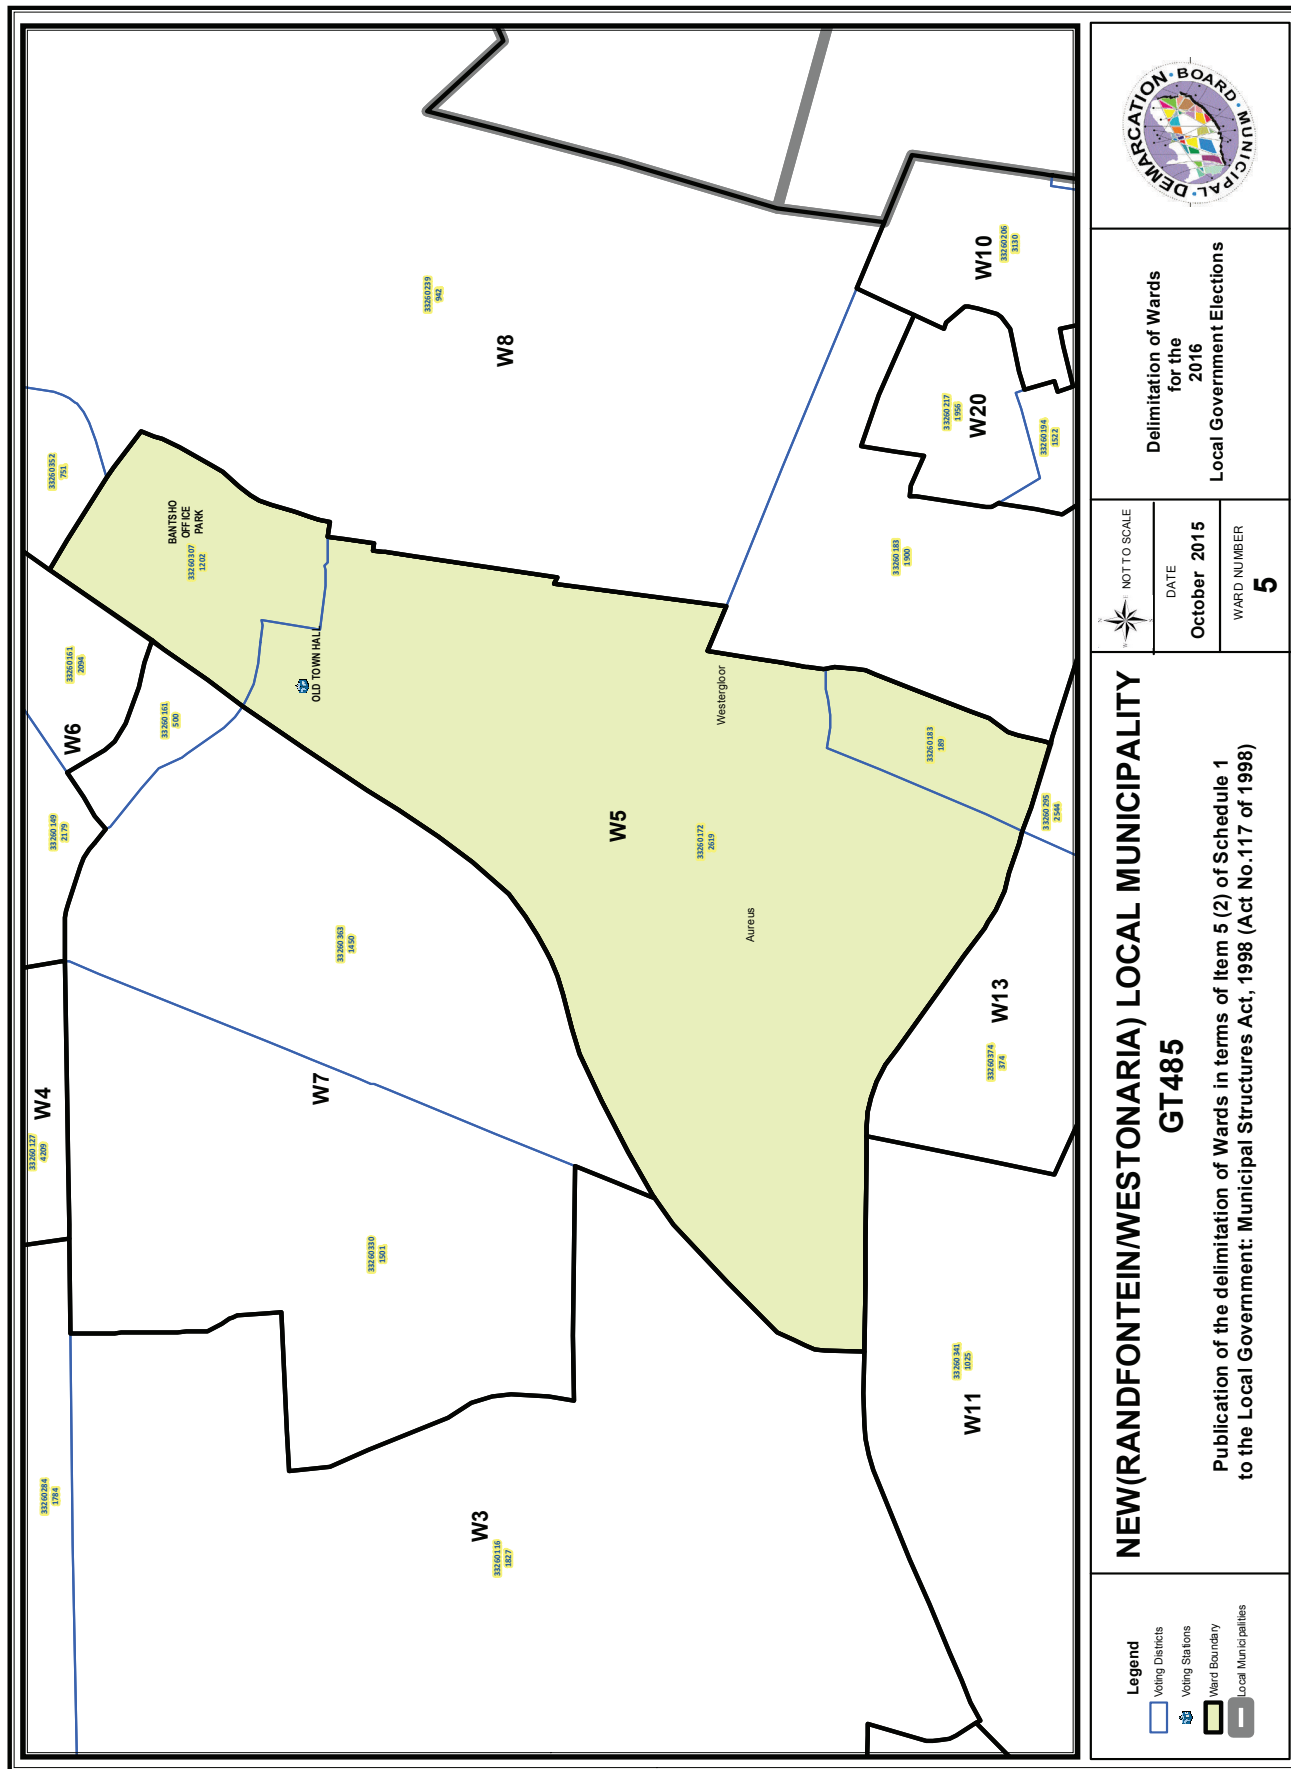 33260352
751
33260239
942
W8
BANTSHO
OFFICE
PARK
33260307
1202
33260161
2094
W6
33260161
500
OLD TOWN HALL
33260149
2179
W4
33260127
4209
33260363
1450
W7
33260330
1501
33260284
1784
W3
33260116
1827
W5
33260172
2619
Westergloor
Aureus
33260183
189
33260183
1900
33260217
1956
W20
33260194
1522
W10
33260206
3130
33260295
2544
W13
33260374
374
33260341
1025
W11
Legend
Voting Districts
Voting Stations
Ward Boundary
Local Municipalities
NEW(RANDFONTEIN/WESTONARIA) LOCAL MUNICIPALITY
GT485
Publication of the delimitation of Wards in terms of Item 5 (2) of Schedule 1
to the Local Government: Municipal Structures Act, 1998 (Act No.117 of 1998)
NOT TO SCALE
DATE
October 2015
WARD NUMBER
5
Delimitation of Wards
for the
2016
Local Government Elections
MUNICIPAL · DEMARCATION · BOARD